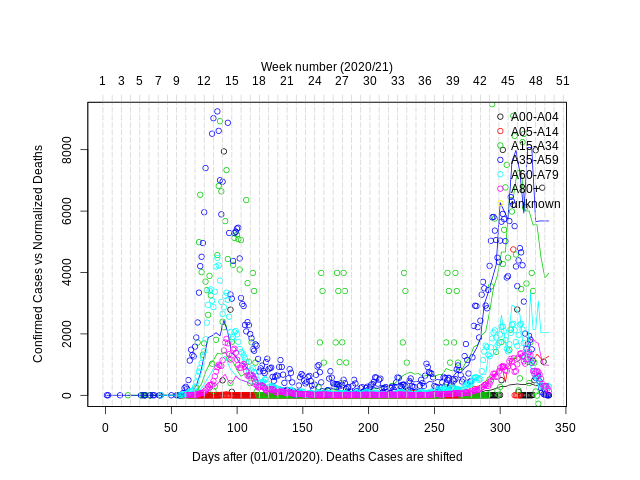 Week number (2020/21)
1 3 5 7 9 12 15 18 21 24 27 30 33 36 39 42 45 48 51
Confirmed Cases vs Normalized Deaths
8000
6000
4000
2000
0
A00-A04
A05-A14
A15-A34
A35-A59
A60-A79
A80+
unknown
0 50 100 150 200 250 300 350
Days after (01/01/2020). Deaths Cases are shifted